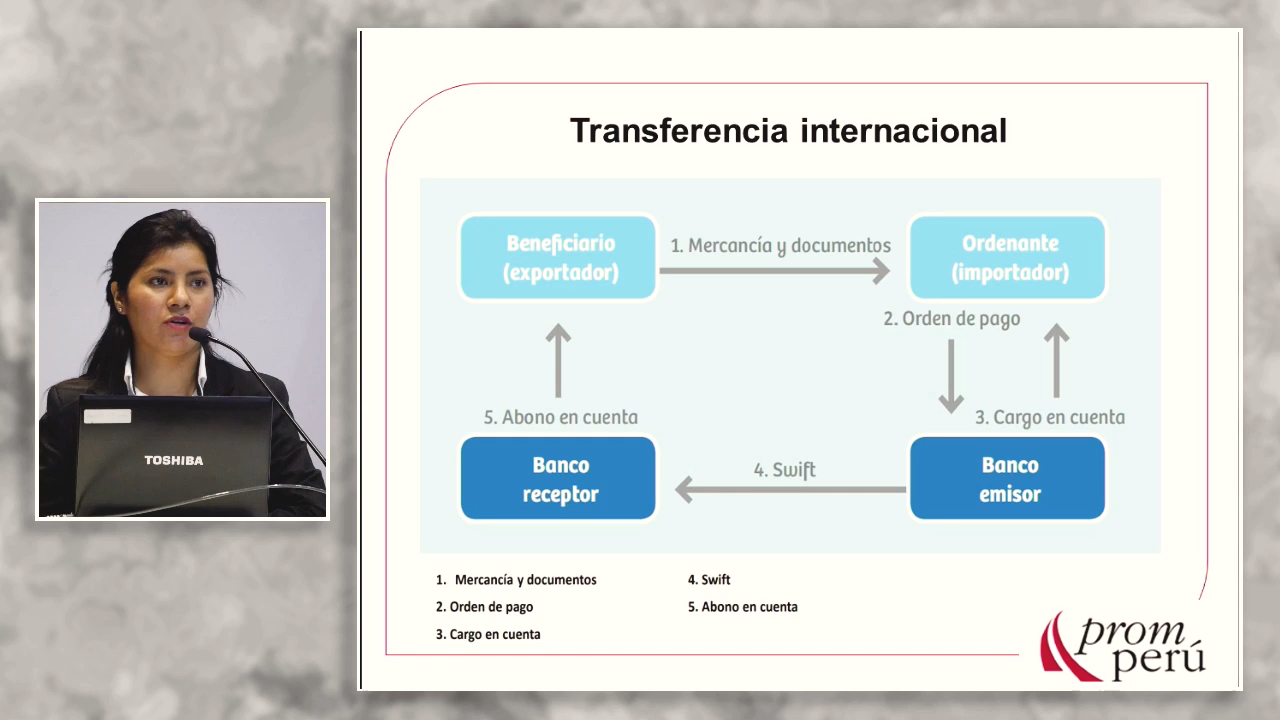 Transferencia internacional
Beneficiario
(exportador)
1. Mercancía y documentos
Ordenante
(importador)
2. Orden de pago
5. Abono en cuenta
3. Cargo en cuenta
Banco
receptor
4. Swift
Banco
emisor
1. Mercancía y documentos
2. Orden de pago
3. Cargo en cuenta
4. Swift
5. Abono en cuenta
TOSHIBA
prom
perú